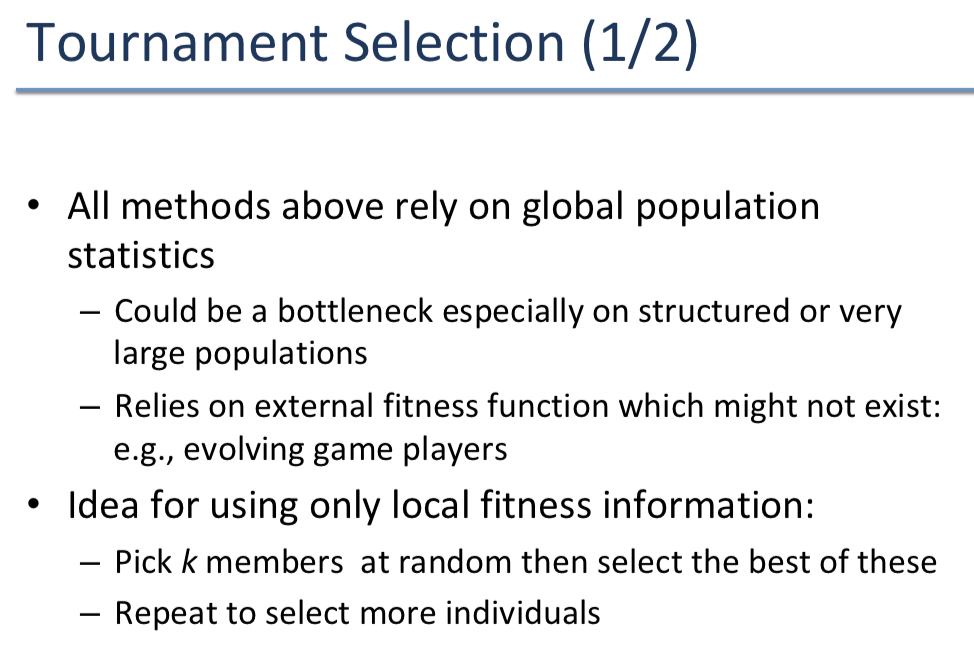 Tournament Selection (1/2)
• All methods above rely on global population
statistics
– Could be a bottleneck especially on structured or very
large populations
– Relies on external fitness function which might not exist:
e.g., evolving game players
• Idea for using only local fitness information:
– Pick k members  at random then select the best of these
– Repeat to select more individuals